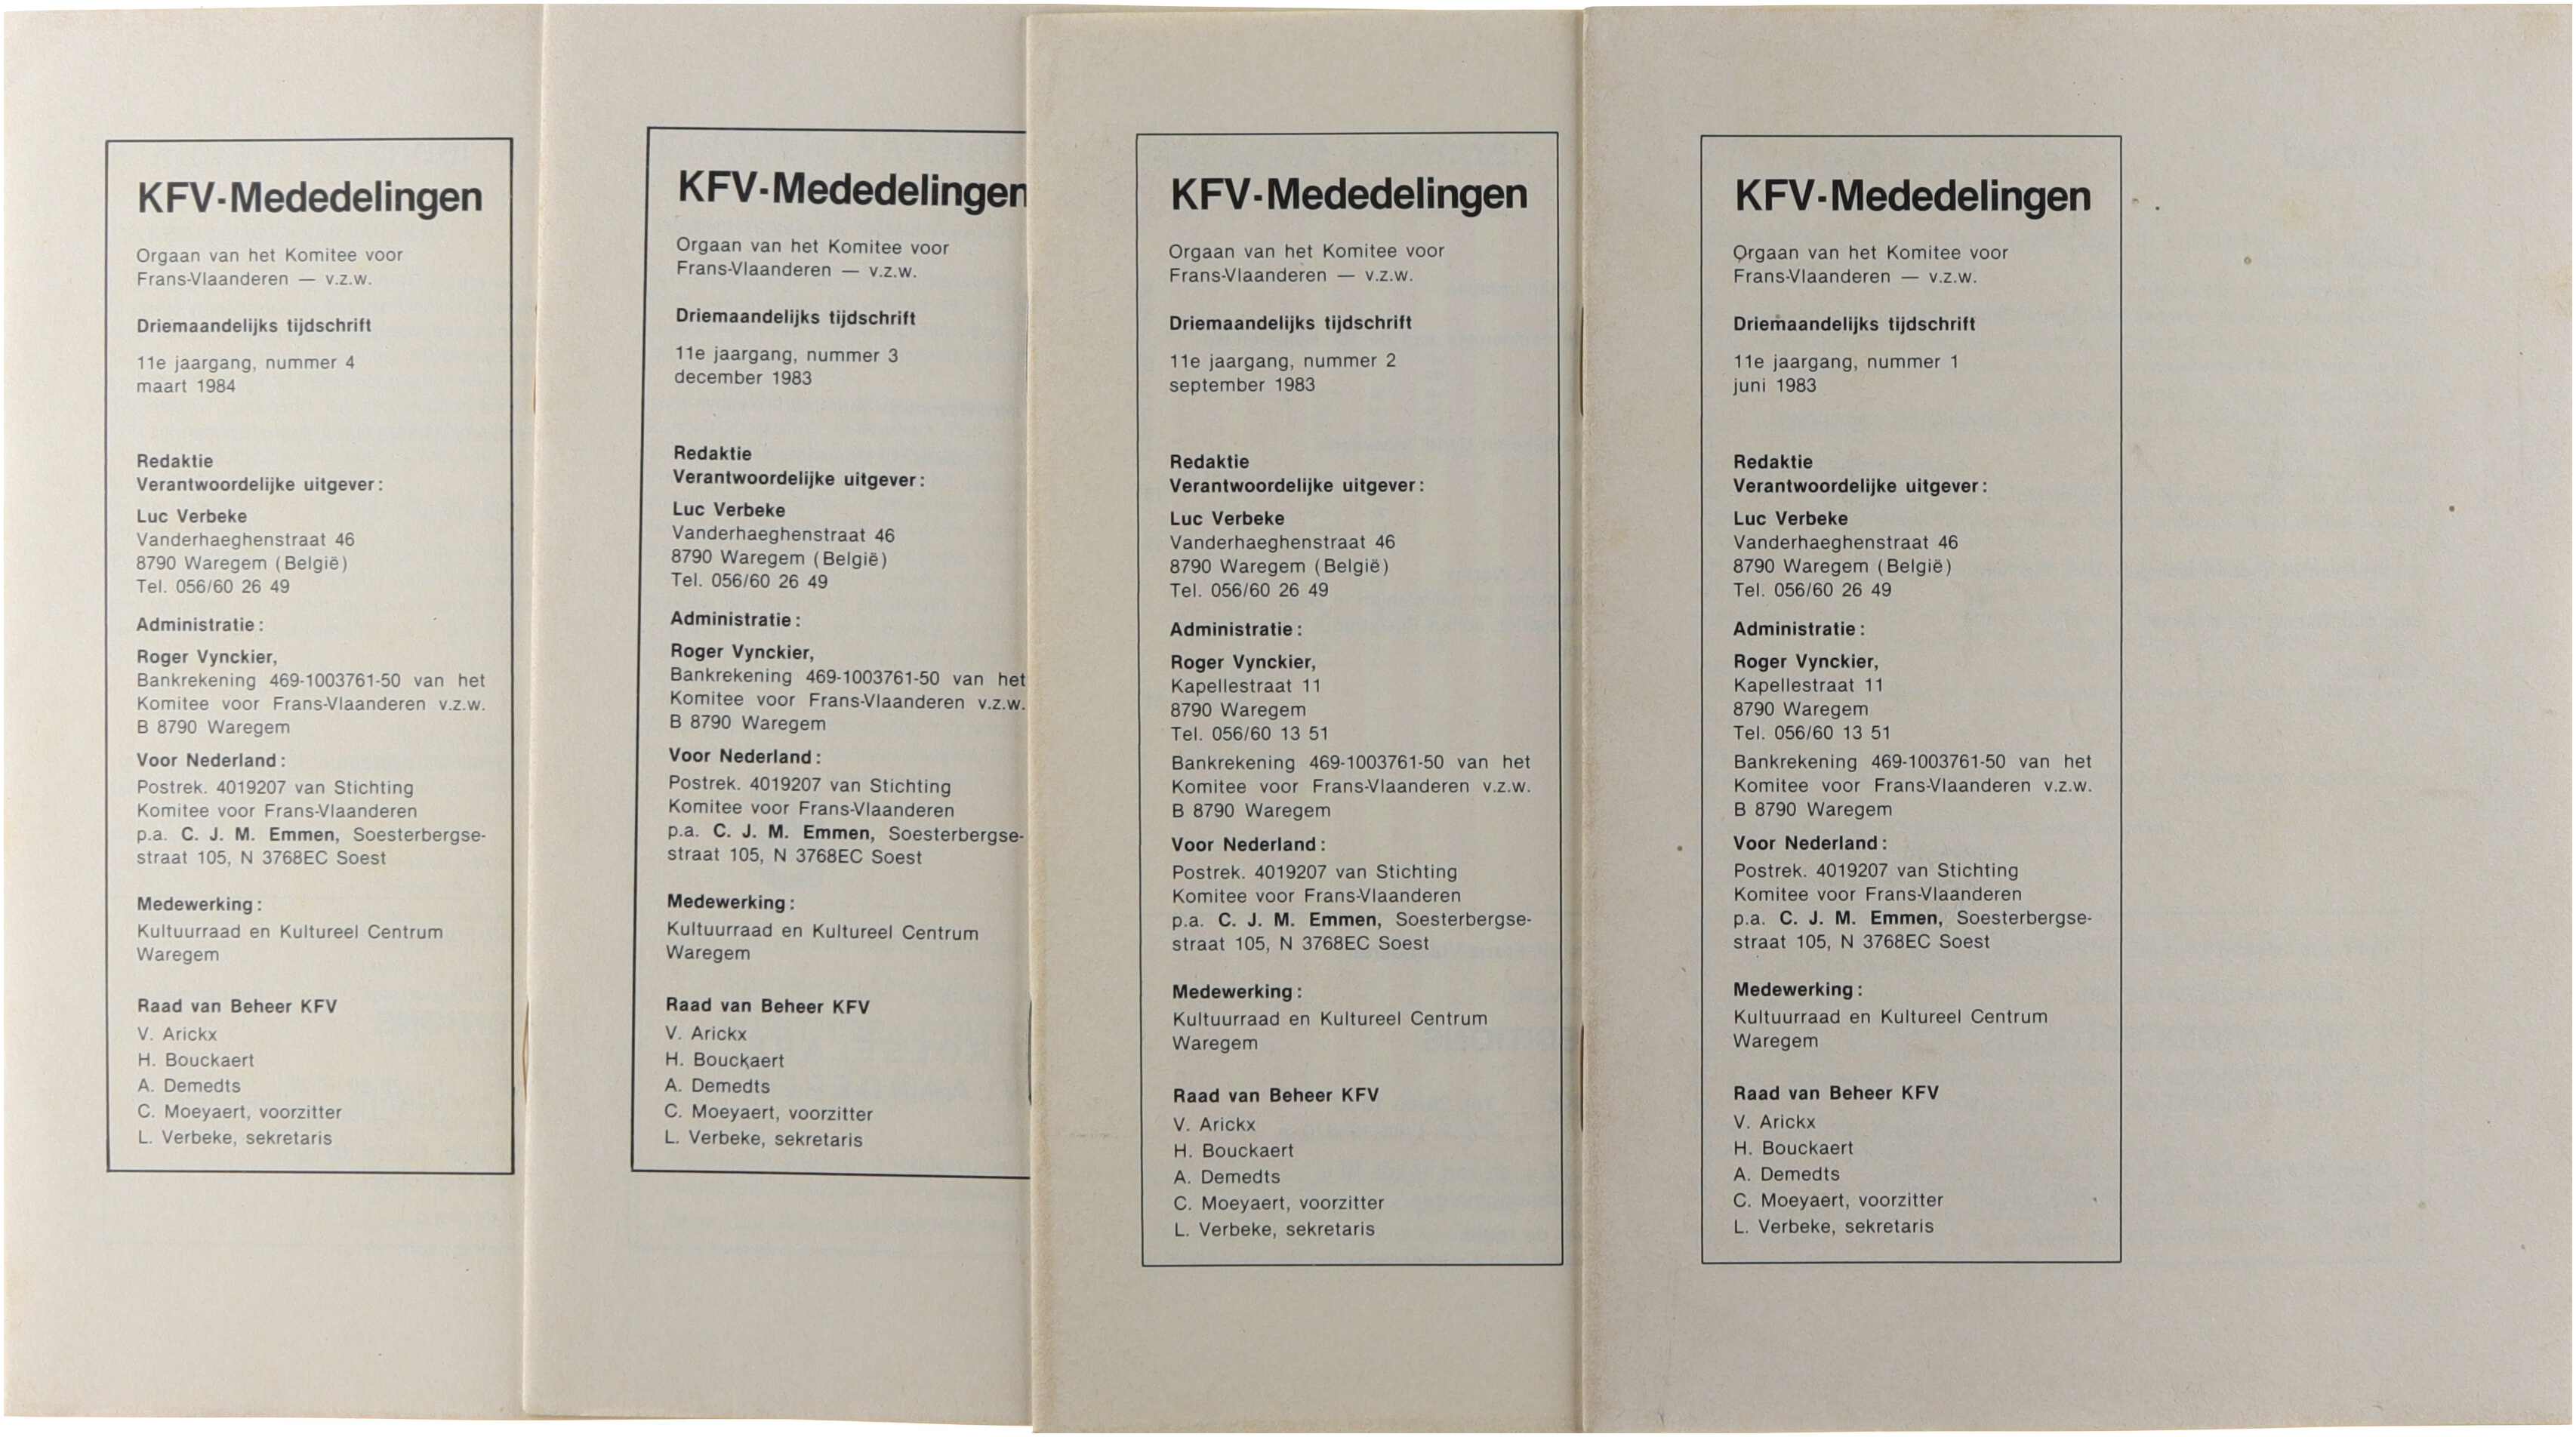 KFV-Mededelingen
Orgaan van het Komitee voor
Frans-Vlaanderen — v.z.w.
Driemaandelijks tijdschrift
11e jaargang, nummer 4
maart 1984
Redaktie
Verantwoordelijke uitgever:
Luc Verbeke
Vanderhaeghenstraat 46
8790 Waregem (België)
Tel. 056/60 26 49
Administratie:
Roger Vynckier,
Bankrekening 469-1003761-50 van het
Komitee voor Frans-Vlaanderen v.z.w.
B 8790 Waregem
Voor Nederland:
Postrek. 4019207 van Stichting
Komitee voor Frans-Vlaanderen
p.a. C. J. M. Emmen, Soesterbergse-
straat 105, N 3768EC Soest
Medewerking:
Kultuurraad en Kultureel Centrum
Waregem
Raad van Beheer KFV
V. Arickx
H. Bouckaert
A. Demedts
C. Moeyaert, voorzitter
L. Verbeke, sekretaris
KFV-Mededelingen
Orgaan van het Komitee voor
Frans-Vlaanderen — v.z.w.
Driemaandelijks tijdschrift
11e jaargang, nummer 3
december 1983
Redaktie
Verantwoordelijke uitgever:
Luc Verbeke
Vanderhaeghenstraat 46
8790 Waregem (België)
Tel. 056/60 26 49
Administratie:
Roger Vynckier,
Bankrekening 469-1003761-50 van het
Komitee voor Frans-Vlaanderen v.z.w.
B 8790 Waregem
Voor Nederland:
Postrek. 4019207 van Stichting
Komitee voor Frans-Vlaanderen
p.a. C. J. M. Emmen, Soesterbergse-
straat 105, N 3768EC Soest
Medewerking:
Kultuurraad en Kultureel Centrum
Waregem
Raad van Beheer KFV
V. Arickx
H. Bouckaert
A. Demedts
C. Moeyaert, voorzitter
L. Verbeke, sekretaris
KFV-Mededelingen
Orgaan van het Komitee voor
Frans-Vlaanderen — v.z.w.
Driemaandelijks tijdschrift
11e jaargang, nummer 2
september 1983
Redaktie
Verantwoordelijke uitgever:
Luc Verbeke
Vanderhaeghenstraat 46
8790 Waregem (België)
Tel. 056/60 26 49
Administratie:
Roger Vynckier,
Kapellestraat 11
8790 Waregem
Tel. 056/60 13 51
Bankrekening 469-1003761-50 van het
Komitee voor Frans-Vlaanderen v.z.w.
B 8790 Waregem
Voor Nederland:
Postrek. 4019207 van Stichting
Komitee voor Frans-Vlaanderen
p.a. C. J. M. Emmen, Soesterbergse-
straat 105, N 3768EC Soest
Medewerking:
Kultuurraad en Kultureel Centrum
Waregem
Raad van Beheer KFV
V. Arickx
H. Bouckaert
A. Demedts
C. Moeyaert, voorzitter
L. Verbeke, sekretaris
KFV-Mededelingen
Orgaan van het Komitee voor
Frans-Vlaanderen — v.z.w.
Driemaandelijks tijdschrift
11e jaargang, nummer 1
juni 1983
Redaktie
Verantwoordelijke uitgever:
Luc Verbeke
Vanderhaeghenstraat 46
8790 Waregem (België)
Tel. 056/60 26 49
Administratie:
Roger Vynckier,
Kapellestraat 11
8790 Waregem
Tel. 056/60 13 51
Bankrekening 469-1003761-50 van het
Komitee voor Frans-Vlaanderen v.z.w.
B 8790 Waregem
Voor Nederland:
Postrek. 4019207 van Stichting
Komitee voor Frans-Vlaanderen
p.a. C. J. M. Emmen, Soesterbergse-
straat 105, N 3768EC Soest
Medewerking:
Kultuurraad en Kultureel Centrum
Waregem
Raad van Beheer KFV
V. Arickx
H. Bouckaert
A. Demedts
C. Moeyaert, voorzitter
L. Verbeke, sekretaris